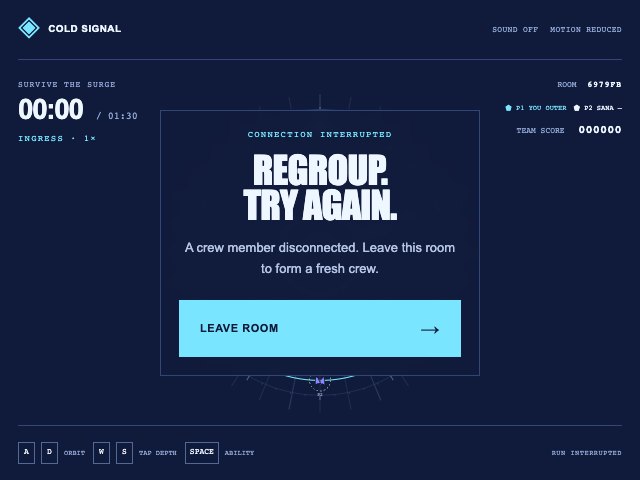 COLD SIGNAL
SOUND OFF MOTION REDUCED
SURVIVE THE SURGE
00:00 / 01:30
INGRESS · 1×
ROOM 6979FB
P1 YOU OUTER P2 SANA —
TEAM SCORE 000000
CONNECTION INTERRUPTED
REGROUP.
TRY AGAIN.
A crew member disconnected. Leave this room
to form a fresh crew.
LEAVE ROOM →
A D ORBIT W S TAP DEPTH SPACE ABILITY
RUN INTERRUPTED